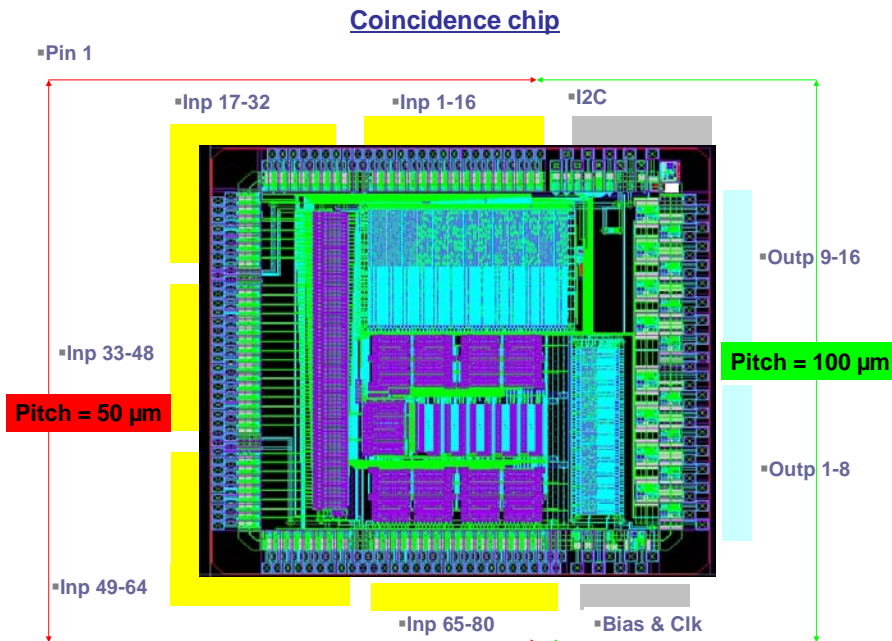 Coincidence chip
▪Pin 1
▪Inp 17-32
▪Inp 1-16
▪I2C
▪Outp 9-16
▪Inp 33-48
Pitch = 100 µm
Pitch = 50 µm
▪Outp 1-8
▪Inp 49-64
▪Inp 65-80
▪Bias & Clk